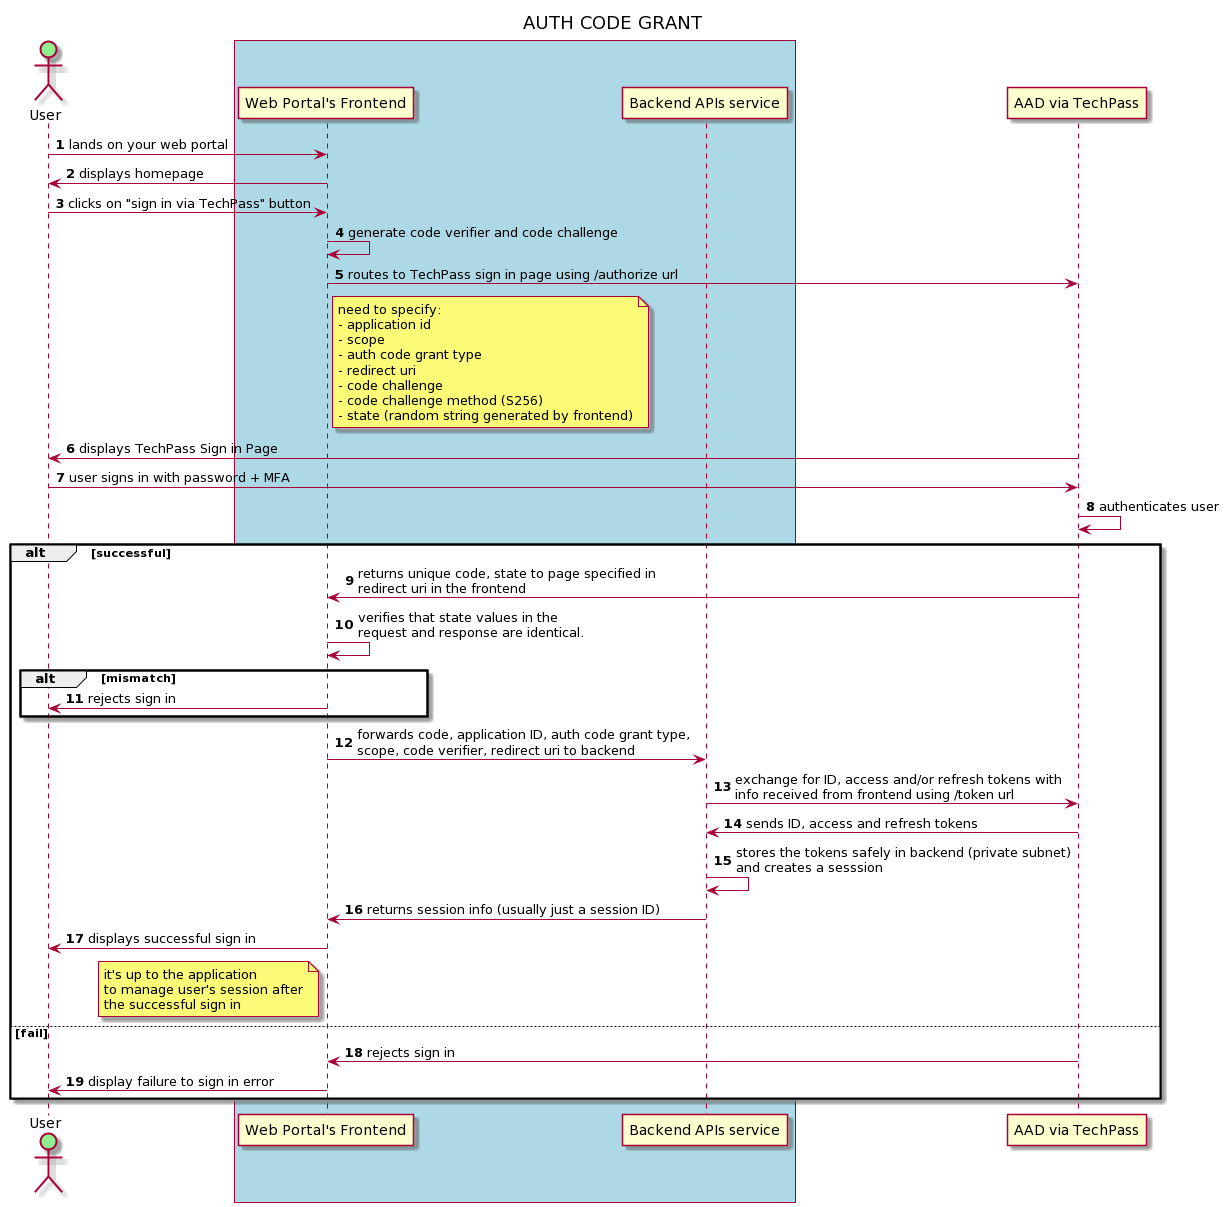 AUTH CODE GRANT
User
Web Portal's Frontend
Backend APIs service
AAD via TechPass
1 lands on your web portal
2 displays homepage
3 clicks on "sign in via TechPass" button
4 generate code verifier and code challenge
5 routes to TechPass sign in page using /authorize url
need to specify:
- application id
- scope
- auth code grant type
- redirect uri
- code challenge
- code challenge method (S256)
- state (random string generated by frontend)
6 displays TechPass Sign in Page
7 user signs in with password + MFA
8 authenticates user
alt [successful]
9 returns unique code, state to page specified in
redirect uri in the frontend
10 verifies that state values in the
request and response are identical.
alt [mismatch]
11 rejects sign in
12 forwards code, application ID, auth code grant type,
scope, code verifier, redirect uri to backend
13 exchange for ID, access and/or refresh tokens with
info received from frontend using /token url
14 sends ID, access and refresh tokens
15 stores the tokens safely in backend (private subnet)
and creates a sesssion
16 returns session info (usually just a session ID)
17 displays successful sign in
it's up to the application
to manage user's session after
the successful sign in
[fail]
18 rejects sign in
19 display failure to sign in error
User
Web Portal's Frontend
Backend APIs service
AAD via TechPass